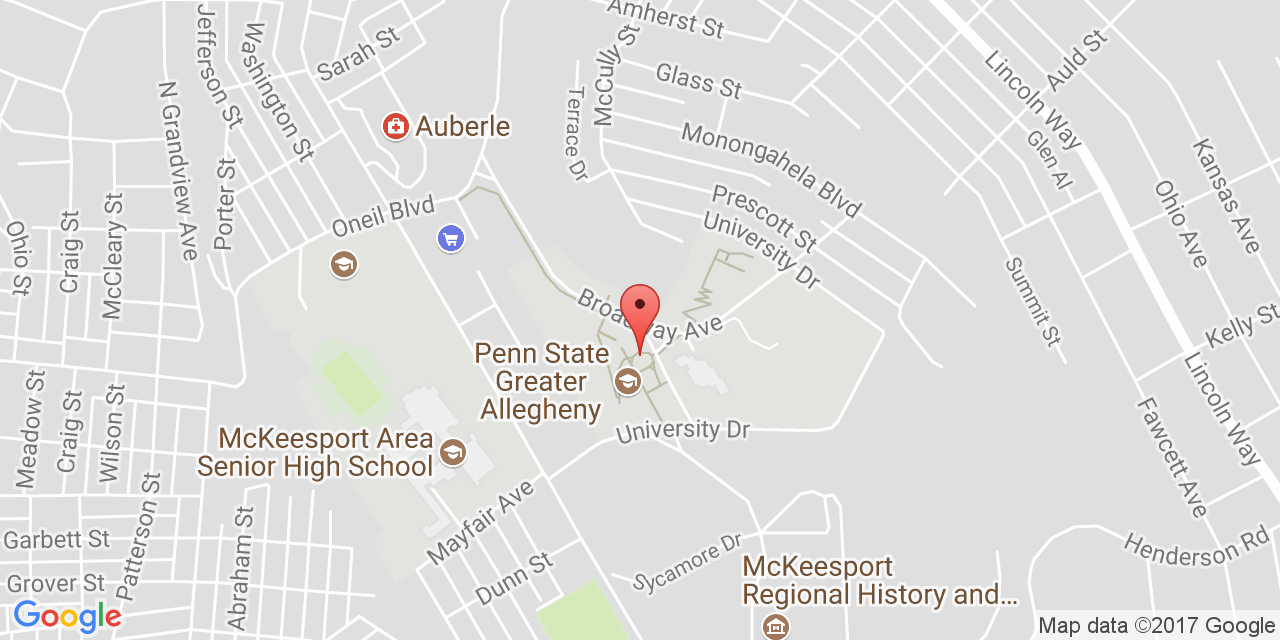 Amherst St
Jefferson St
Washington St
Sarah St
McCully St
Glass St
Auld St
Lincoln Way
N Grandview Ave
Terrace Dr
Auberle
Monongahela Blvd
Glen Al
Kansas Ave
Porter St
Ohio Ave
Prescott St
University Dr
Oneil Blvd
McCleary St
Craig St
Ohio St
Summit St
Broadway Ave
Kelly St
Penn State
Greater
Allegheny
Meadow St
Craig St
Wilson St
Lincoln Way
University Dr
McKeesport Area
Senior High School
Fawcett Ave
Patterson St
Mayfair Ave
Abraham St
Garbett St
Henderson Rd
Sycamore Dr
Dunn St
Grover St
McKeesport
Regional History and...
Google
Map data ©2017 Google